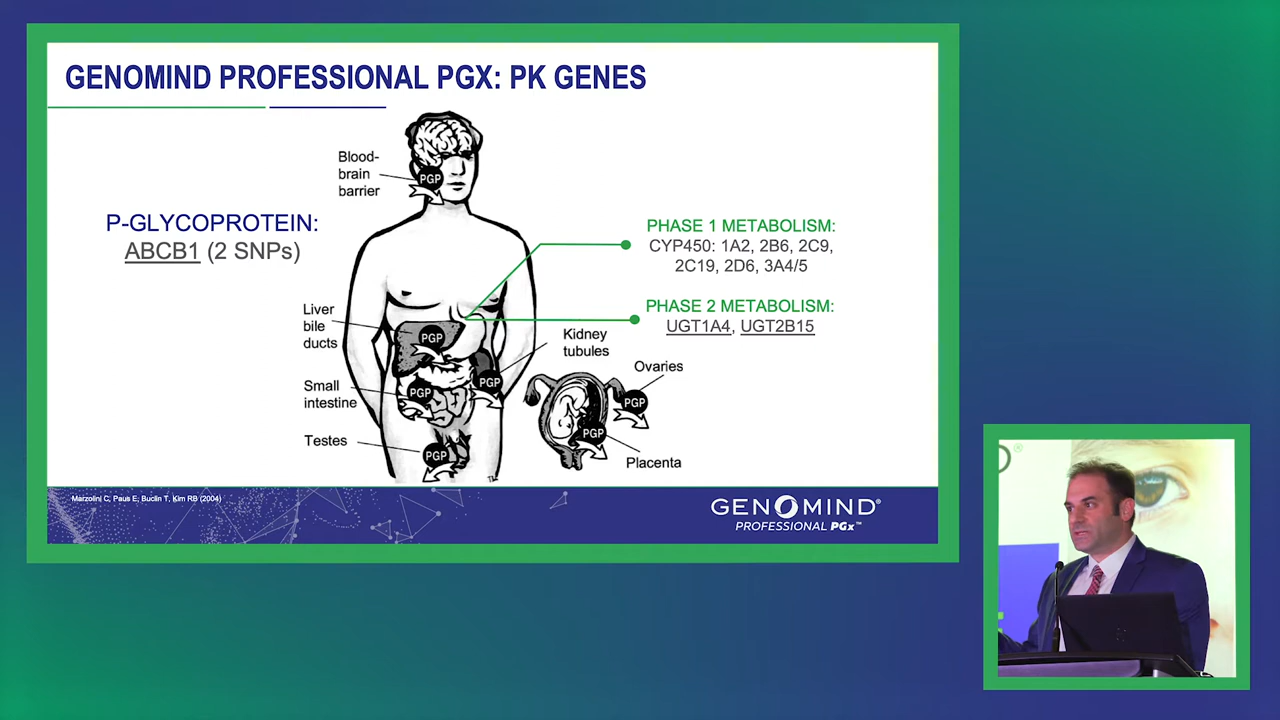 GENOMIND PROFESSIONAL PGX: PK GENES
Blood-
brain
barrier
PGP
P-GLYCOPROTEIN:
ABCB1 (2 SNPs)
PHASE 1 METABOLISM:
CYP450: 1A2, 2B6, 2C9,
2C19, 2D6, 3A4/5
PHASE 2 METABOLISM:
UGT1A4, UGT2B15
Liver
bile
ducts
PGP
Kidney
tubules
PGP
Small
intestine
PGP
Testes
PGP
Ovaries
PGP
PGP
Placenta
Marzolini C, Paus E, Buclin T, Kim RB (2004)
GENOMIND®
PROFESSIONAL PGx™